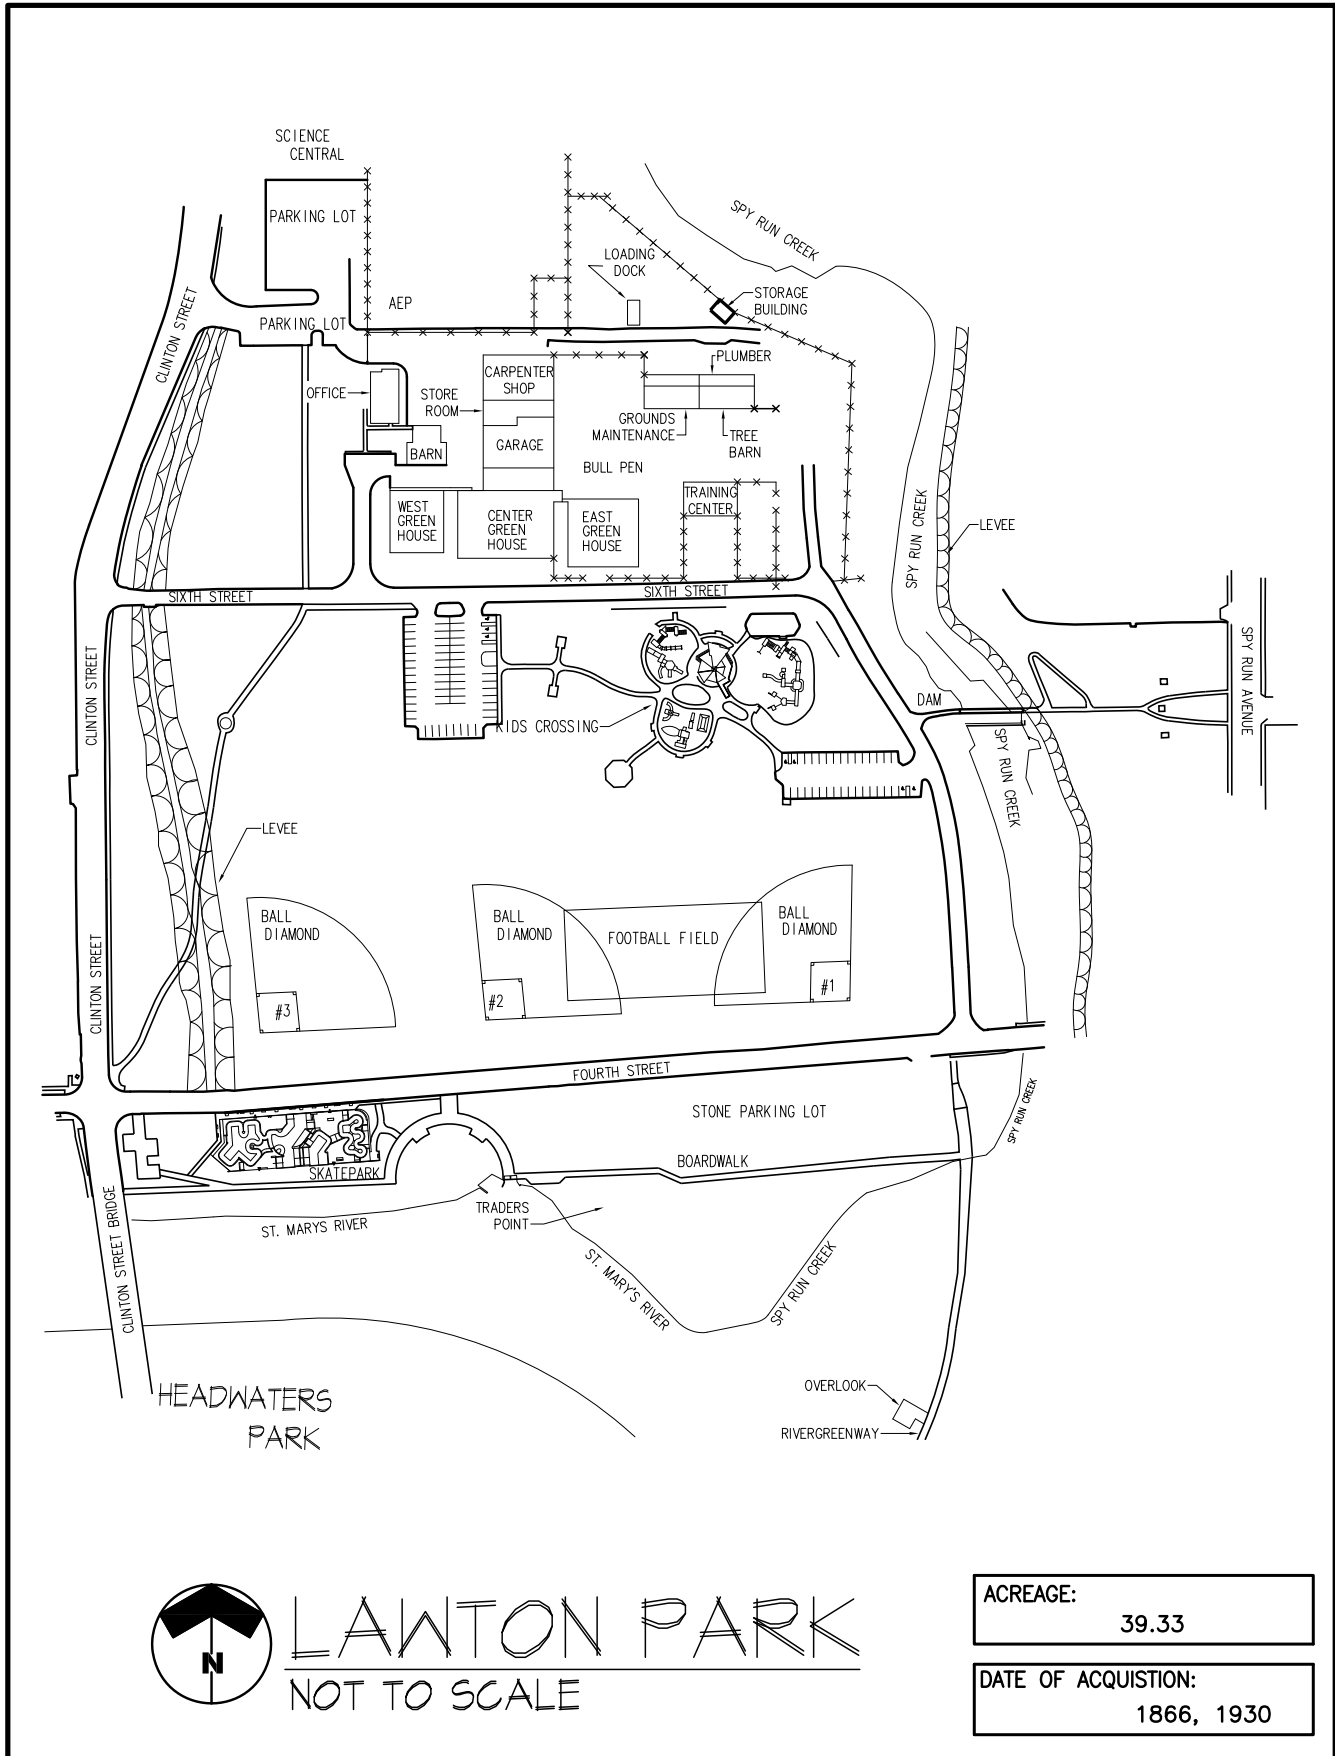 SCIENCE
CENTRAL
PARKING LOT
SPY RUN CREEK
LOADING
DOCK
STORAGE
BUILDING
AEP
CLINTON STREET
PARKING LOT
PLUMBER
CARPENTER
SHOP
OFFICE
STORE
ROOM
GROUNDS
MAINTENANCE
TREE
BARN
GARAGE
BARN
BULL PEN
TRAINING
CENTER
WEST
GREEN
HOUSE
CENTER
GREEN
HOUSE
EAST
GREEN
HOUSE
SPY RUN CREEK
LEVEE
SIXTH STREET
SIXTH STREET
CLINTON STREET
SPY RUN AVENUE
DAM
KIDS CROSSING
SPY RUN CREEK
LEVEE
BALL
DIAMOND
BALL
DIAMOND
FOOTBALL FIELD
BALL
DIAMOND
CLINTON STREET
#3
#2
#1
FOURTH STREET
STONE PARKING LOT
SPY RUN CREEK
BOARDWALK
SKATEPARK
TRADERS
POINT
ST. MARYS RIVER
CLINTON STREET BRIDGE
ST. MARY'S RIVER
SPY RUN CREEK
HEADWATERS
PARK
OVERLOOK
RIVERGREENWAY
N
LAWTON PARK
NOT TO SCALE
ACREAGE:
39.33
DATE OF ACQUISTION:
1866, 1930